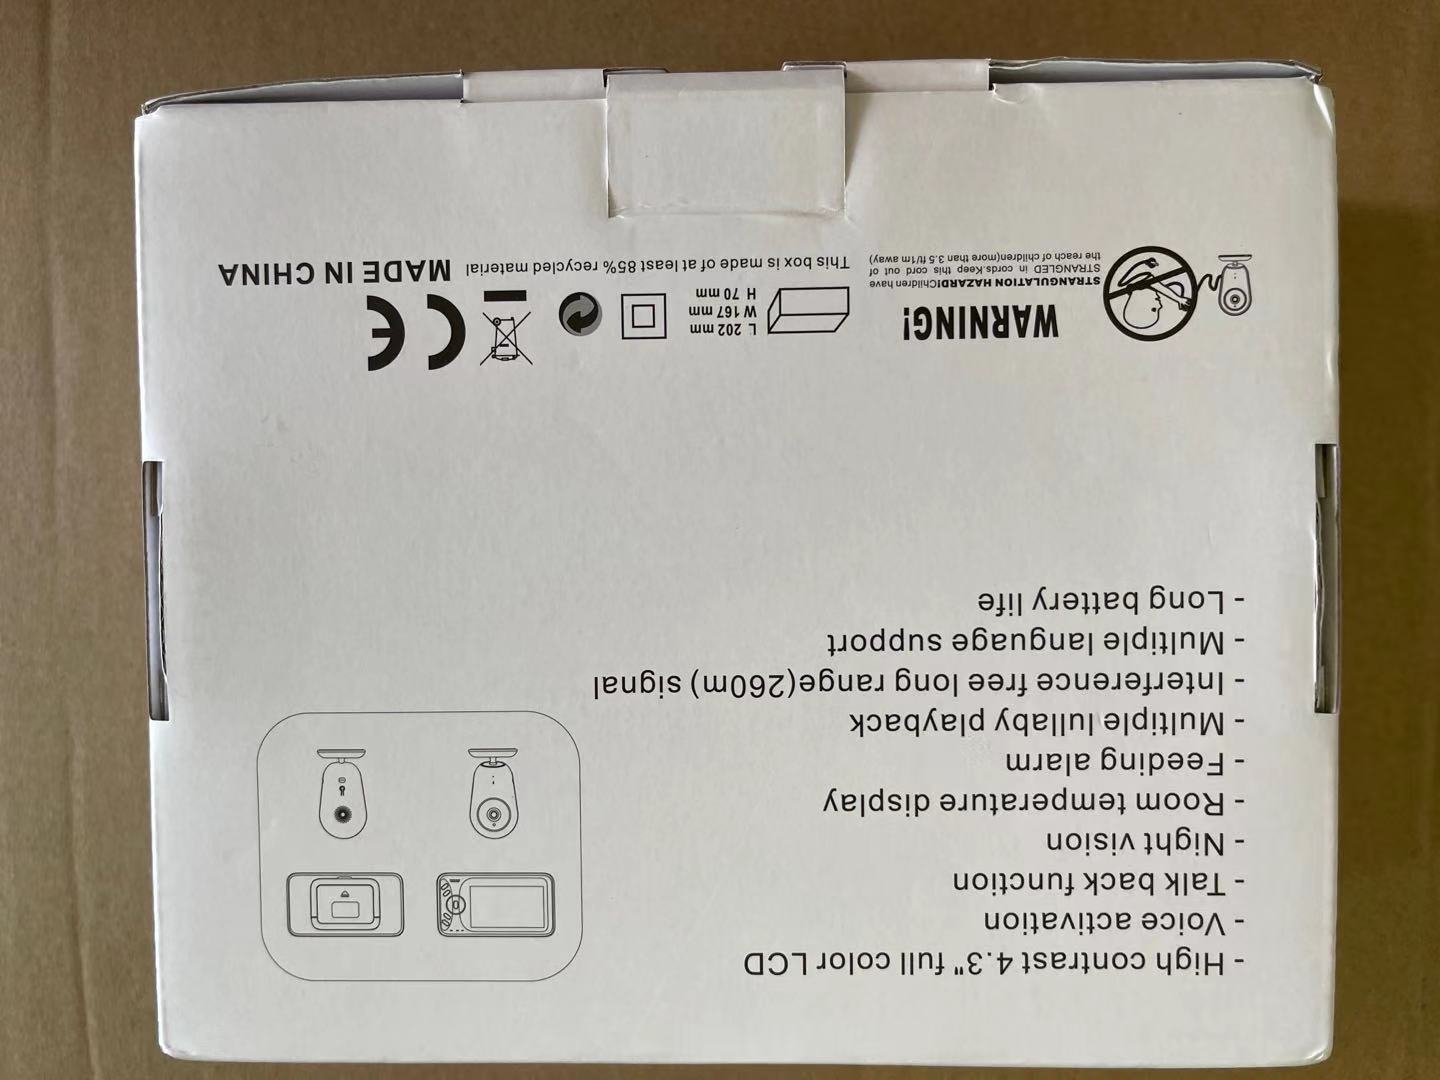 - High contrast 4.3" full color LCD
- Voice activation
- Talk back function
- Night vision
- Room temperature display
- Feeding alarm
- Multiple lullaby playback
- Interference free long range(260m) signal
- Multiple language support
- Long battery life
WARNING!
STRANGULATION HAZARD!Children have
STRANGLED in cords.Keep this cord out of
the reach of children(more than 3.5 ft/1m away)
L 202 mm
W 167 mm
H 70 mm
This box is made of at least 85% recycled material
CE
MADE IN CHINA